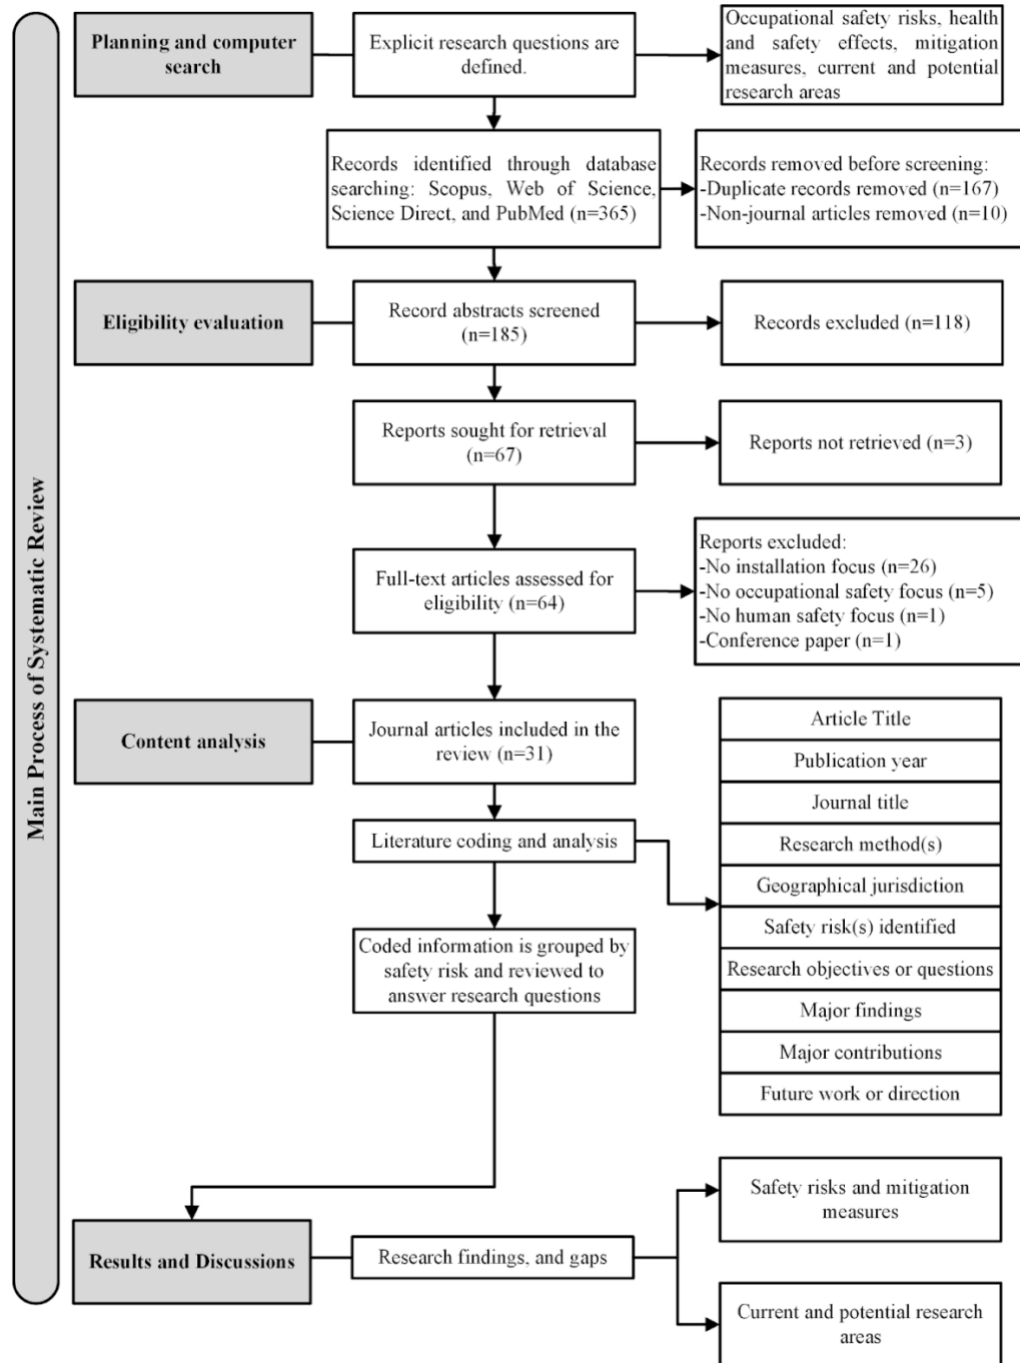 Main Process of Systematic Review
Planning and computer
search
Explicit research questions are
defined.
Occupational safety risks, health
and safety effects, mitigation
measures, current and potential
research areas
Records identified through database
searching: Scopus, Web of Science,
Science Direct, and PubMed (n=365)
Records removed before screening:
-Duplicate records removed (n=167)
-Non-journal articles removed (n=10)
Eligibility evaluation
Record abstracts screened
(n=185)
Records excluded (n=118)
Reports sought for retrieval
(n=67)
Reports not retrieved (n=3)
Full-text articles assessed for
eligibility (n=64)
Reports excluded:
-No installation focus (n=26)
-No occupational safety focus (n=5)
-No human safety focus (n=1)
-Conference paper (n=1)
Content analysis
Journal articles included in the
review (n=31)
Literature coding and analysis
Article Title
Publication year
Journal title
Research method(s)
Geographical jurisdiction
Safety risk(s) identified
Research objectives or questions
Major findings
Major contributions
Future work or direction
Coded information is grouped by
safety risk and reviewed to
answer research questions
Results and Discussions
Research findings, and gaps
Safety risks and mitigation
measures
Current and potential research
areas